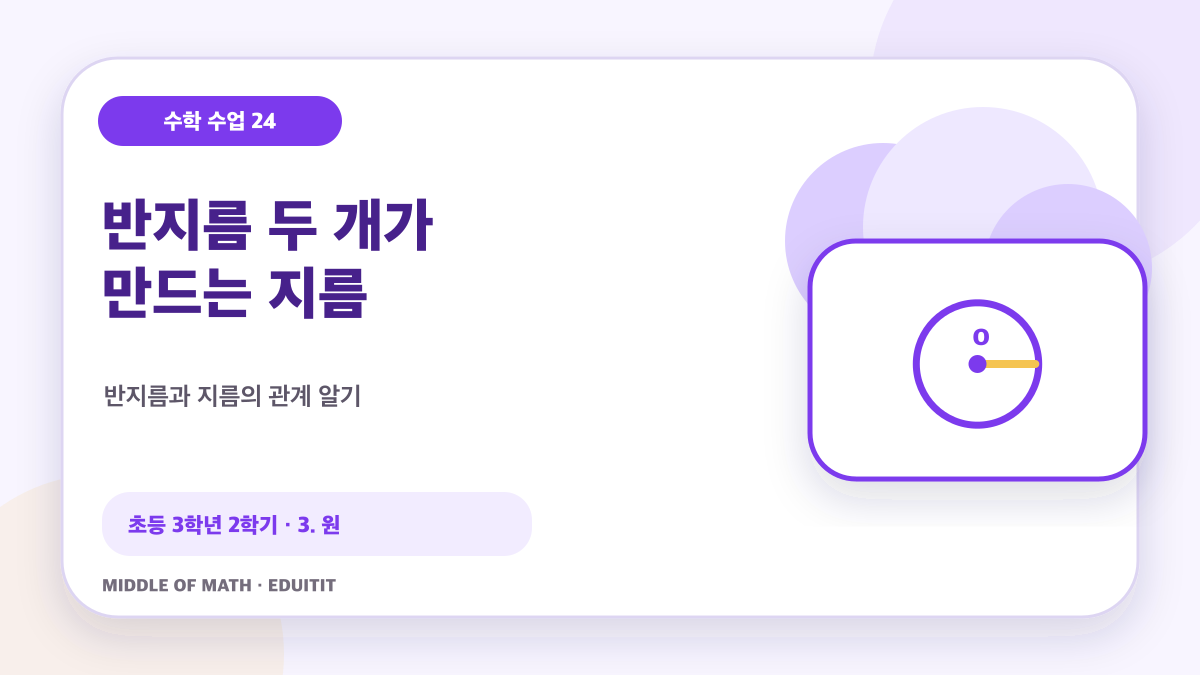 수학 수업 24
반지름 두 개가
만드는 지름
반지름과 지름의 관계 알기
O
초등 3학년 2학기 · 3. 원
MIDDLE OF MATH · EDUITIT